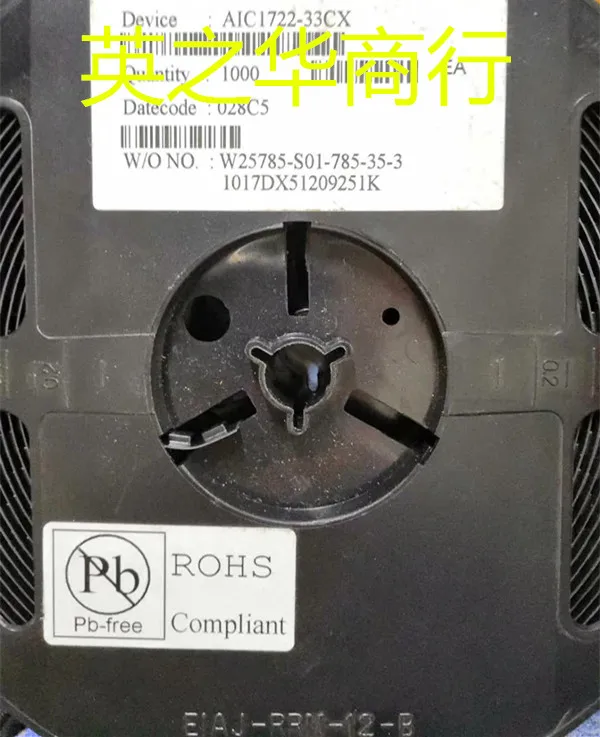 Device : AIC1722-33CX
英之华商行
Quantity : 1000 EA
Datecode : 028C5
W/O NO. : W25785-S01-785-35-3
1017DX51209251K
0.2
0.2
Pb
Pb-free
ROHS
Compliant
EIAJ-RRM-12-B